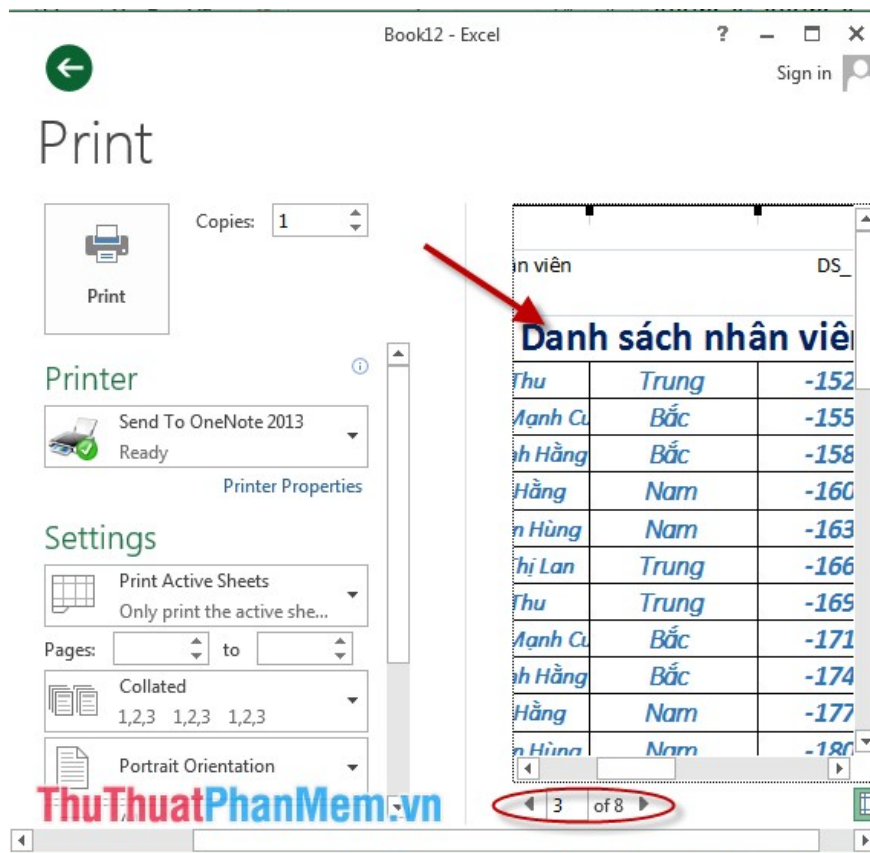 Book12 - Excel
?
Sign in
Print
Copies: 1
Print
Printer
Send To OneNote 2013
Ready
Printer Properties
Settings
Print Active Sheets
Only print the active she...
Pages: to
Collated
1,2,3 1,2,3 1,2,3
Portrait Orientation
ThuThuatPhanMem.vn
ân viên DS_
Danh sách nhân viên
Thu Trung -152
Mạnh Cư Bắc -155
nh Hằng Bắc -158
Hằng Nam -160
n Hùng Nam -163
Thị Lan Trung -166
Thu Trung -169
Mạnh Cư Bắc -171
nh Hằng Bắc -174
Hằng Nam -177
n Hùng Nam -180
3 of 8